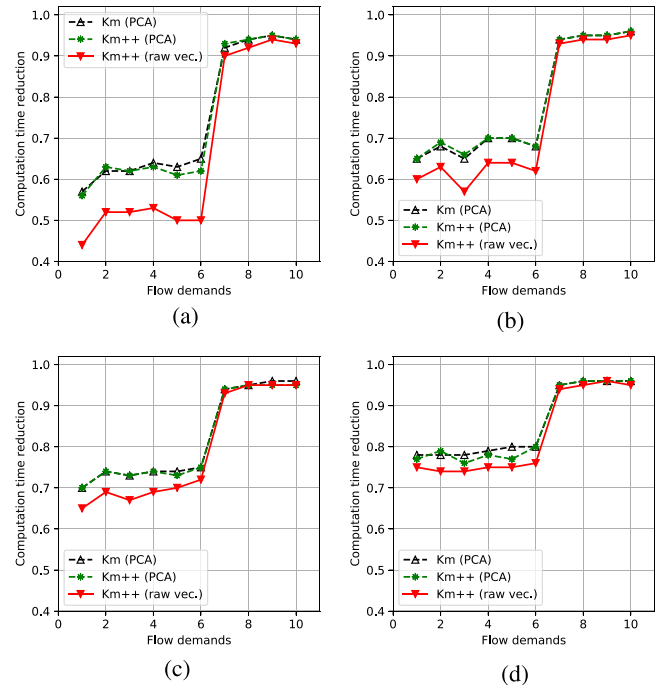 1.0
0.9
0.8
0.7
0.6
0.5
0.4
Computation time reduction
Km (PCA)
Km++ (PCA)
Km++ (raw vec.)
0 2 4 6 8 10
Flow demands
(a)
1.0
0.9
0.8
0.7
0.6
0.5
0.4
Computation time reduction
Km (PCA)
Km++ (PCA)
Km++ (raw vec.)
0 2 4 6 8 10
Flow demands
(b)
1.0
0.9
0.8
0.7
0.6
0.5
0.4
Computation time reduction
Km (PCA)
Km++ (PCA)
Km++ (raw vec.)
0 2 4 6 8 10
Flow demands
(c)
1.0
0.9
0.8
0.7
0.6
0.5
0.4
Computation time reduction
Km (PCA)
Km++ (PCA)
Km++ (raw vec.)
0 2 4 6 8 10
Flow demands
(d)